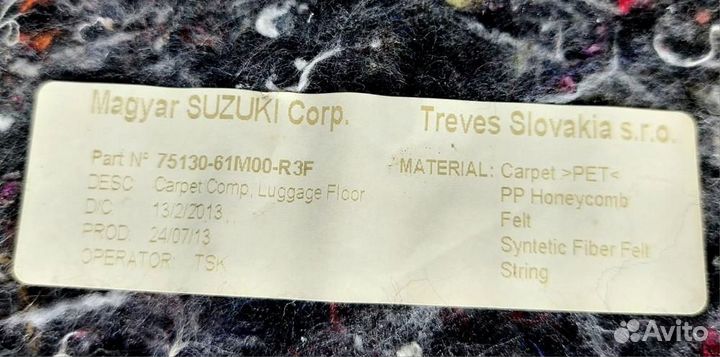 Magyar SUZUKI Corp.
Treves Slovakia s.r.o.
Part N° 75130-61M00-R3F
DESC Carpet Comp, Luggage Floor
D/C 13/2/2013
PROD. 24/07/13
OPERATOR: TSK
MATERIAL: Carpet >PET<
PP Honeycomb
Felt
Syntetic Fiber Felt
String
Avito